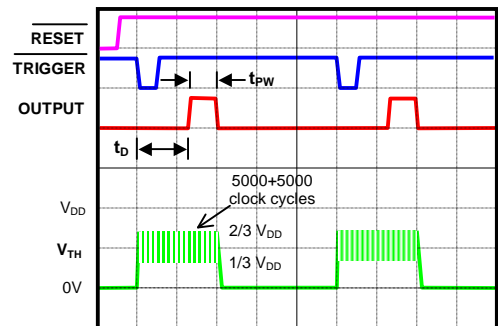 RESET
TRIGGER
tPW
OUTPUT
tD
5000+5000
clock cycles
VDD
2/3 VDD
VTH
1/3 VDD
0V